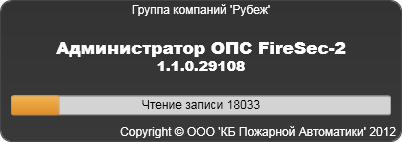 Группа компаний 'Рубеж'
Администратор ОПС FireSec-2
1.1.0.29108
Чтение записи 18033
Copyright © ООО 'КБ Пожарной Автоматики' 2012